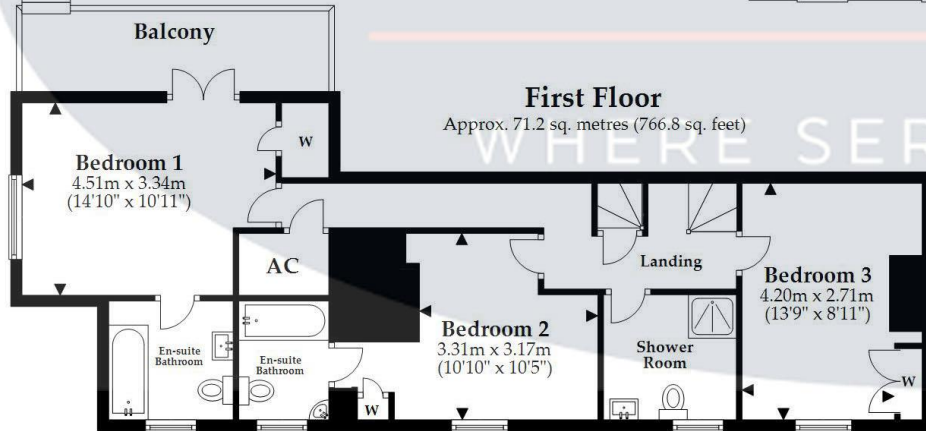 Balcony
First Floor
Approx. 71.2 sq. metres (766.8 sq. feet)
WHERE SER
Bedroom 1
4.51m x 3.34m
(14'10" x 10'11")
W
AC
Landing
Bedroom 3
4.20m x 2.71m
(13'9" x 8'11")
Bedroom 2
3.31m x 3.17m
(10'10" x 10'5")
En-suite
Bathroom
En-suite
Bathroom
Shower
Room
W
W